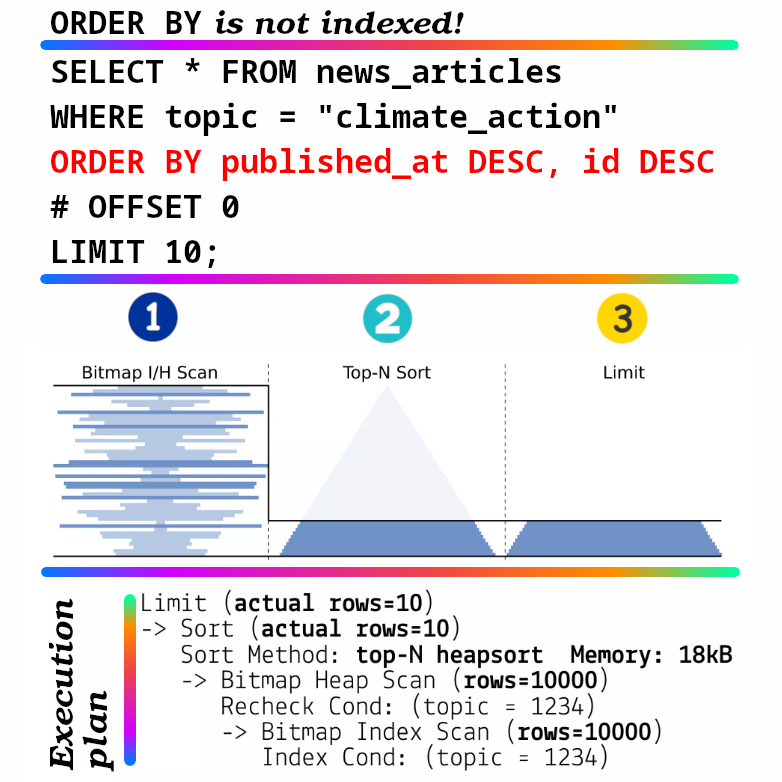 ORDER BY is not indexed!
SELECT * FROM news_articles
WHERE topic = "climate_action"
ORDER BY published_at DESC, id DESC
# OFFSET 0
LIMIT 10;
1 2 3
Bitmap I/H Scan Top-N Sort Limit
Execution plan
Limit (actual rows=10)
-> Sort (actual rows=10)
Sort Method: top-N heapsort Memory: 18kB
-> Bitmap Heap Scan (rows=10000)
Recheck Cond: (topic = 1234)
-> Bitmap Index Scan (rows=10000)
Index Cond: (topic = 1234)